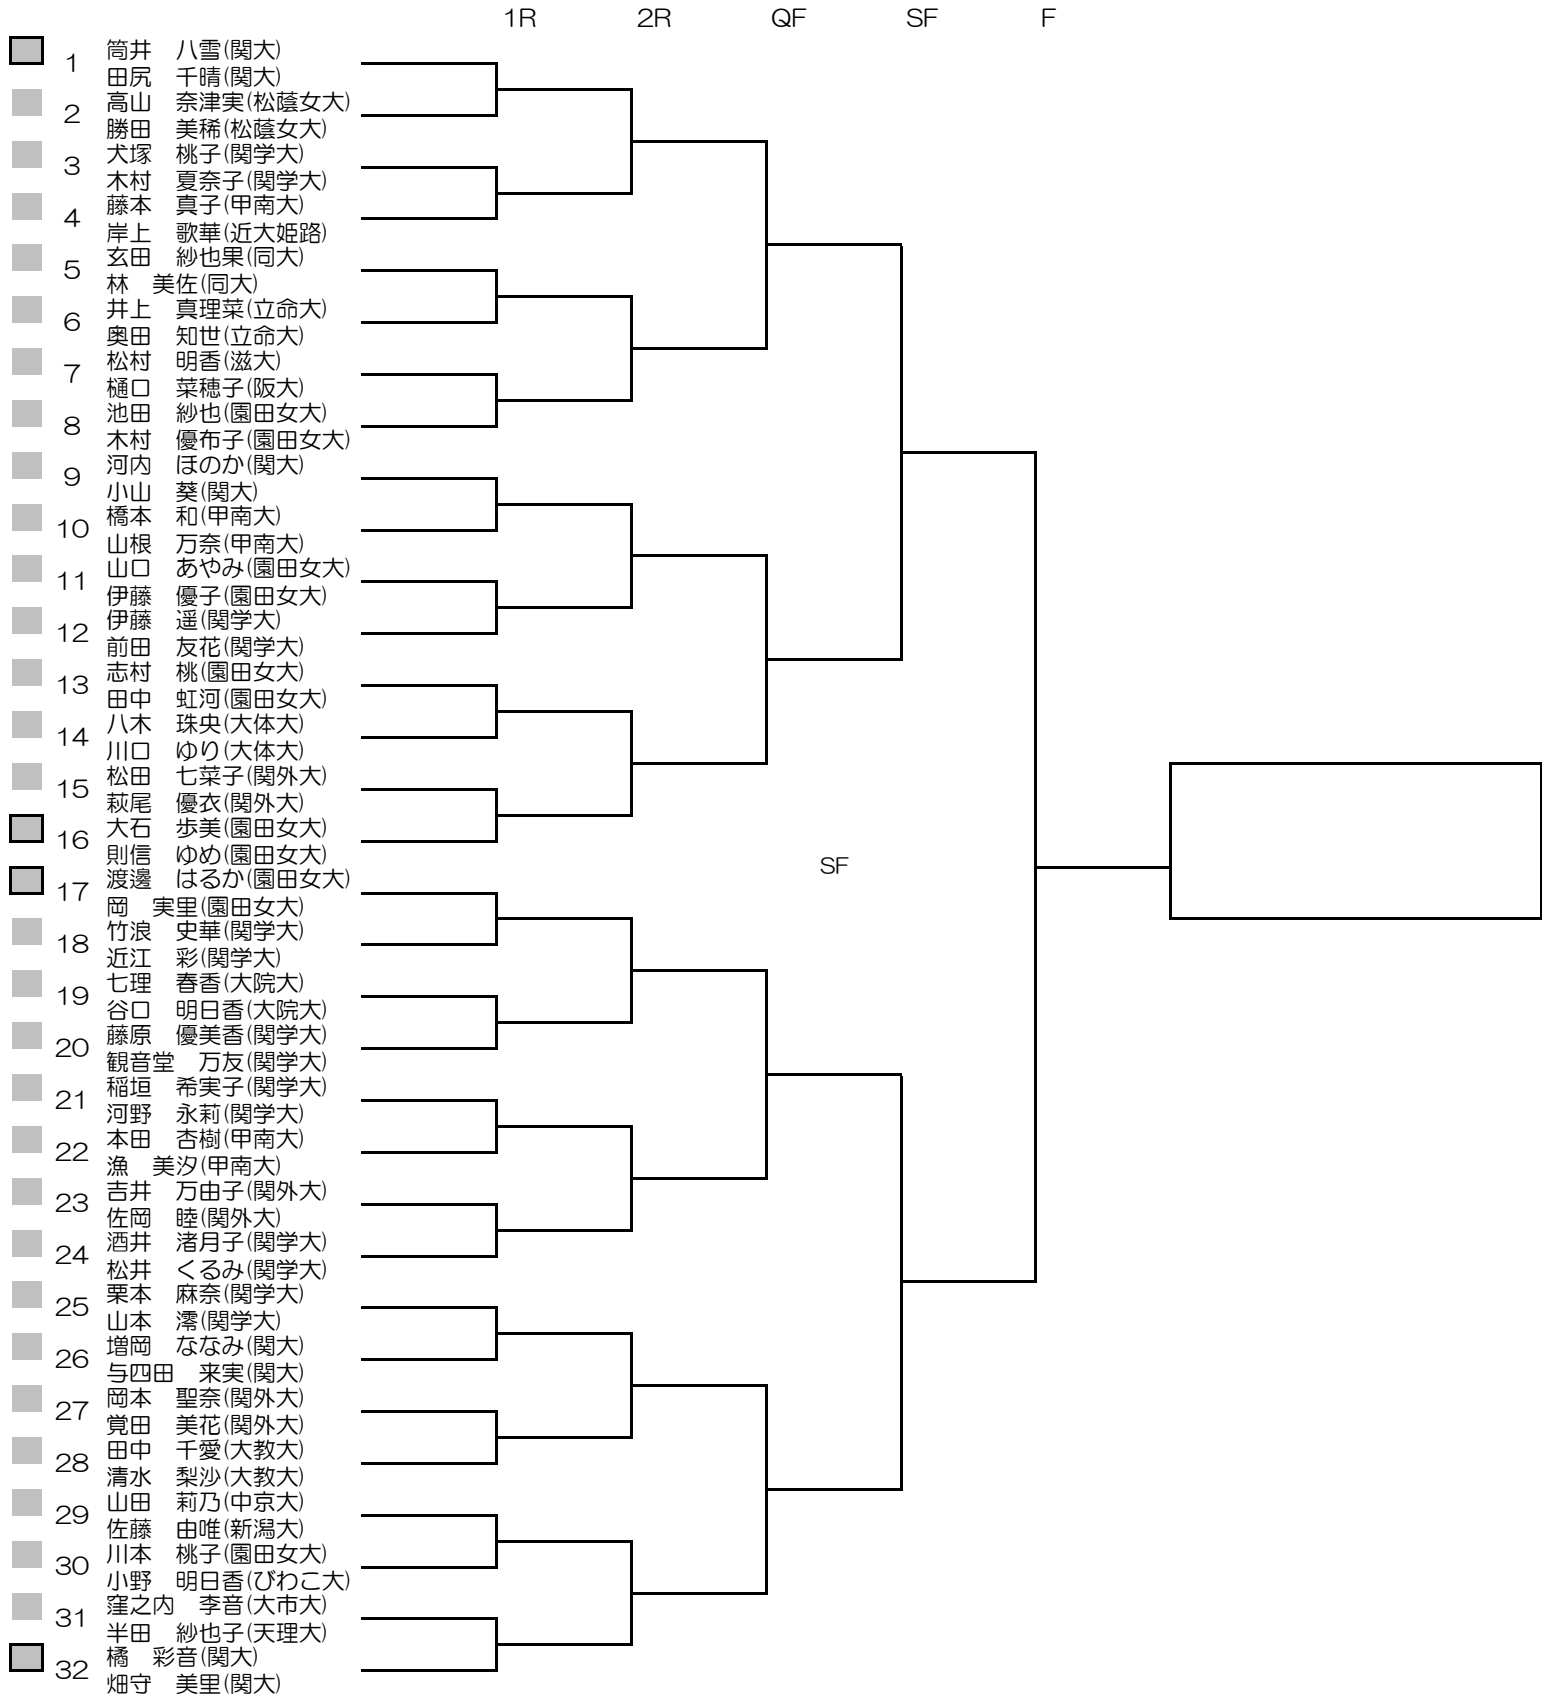 1R 2R QF SF F
筒井　八雪(関大)
1
田尻　千晴(関大)
高山　奈津実(松蔭女大)
2
勝田　美稀(松蔭女大)
犬塚　桃子(関学大)
3
木村　夏奈子(関学大)
藤本　真子(甲南大)
4
岸上　歌華(近大姫路)
玄田　紗也果(同大)
5
林　美佐(同大)
井上　真理菜(立命大)
6
奥田　知世(立命大)
松村　明香(滋大)
7
樋口　菜穂子(阪大)
池田　紗也(園田女大)
8
木村　優布子(園田女大)
河内　ほのか(関大)
9
小山　葵(関大)
橋本　和(甲南大)
10
山根　万奈(甲南大)
山口　あやみ(園田女大)
11
伊藤　優子(園田女大)
伊藤　遥(関学大)
12
前田　友花(関学大)
志村　桃(園田女大)
13
田中　虹河(園田女大)
八木　珠央(大体大)
14
川口　ゆり(大体大)
松田　七菜子(関外大)
15
萩尾　優衣(関外大)
大石　歩美(園田女大)
16
則信　ゆめ(園田女大)
SF
渡邊　はるか(園田女大)
17
岡　実里(園田女大)
竹浪　史華(関学大)
18
近江　彩(関学大)
七理　春香(大院大)
19
谷口　明日香(大院大)
藤原　優美香(関学大)
20
観音堂　万友(関学大)
稲垣　希実子(関学大)
21
河野　永莉(関学大)
本田　杏樹(甲南大)
22
漁　美汐(甲南大)
吉井　万由子(関外大)
23
佐岡　睦(関外大)
酒井　渚月子(関学大)
24
松井　くるみ(関学大)
栗本　麻奈(関学大)
25
山本　澪(関学大)
増岡　ななみ(関大)
26
与四田　来実(関大)
岡本　聖奈(関外大)
27
覚田　美花(関外大)
田中　千愛(大教大)
28
清水　梨沙(大教大)
山田　莉乃(中京大)
29
佐藤　由唯(新潟大)
川本　桃子(園田女大)
30
小野　明日香(びわこ大)
窪之内　李音(大市大)
31
半田　紗也子(天理大)
橘　彩音(関大)
32
畑守　美里(関大)